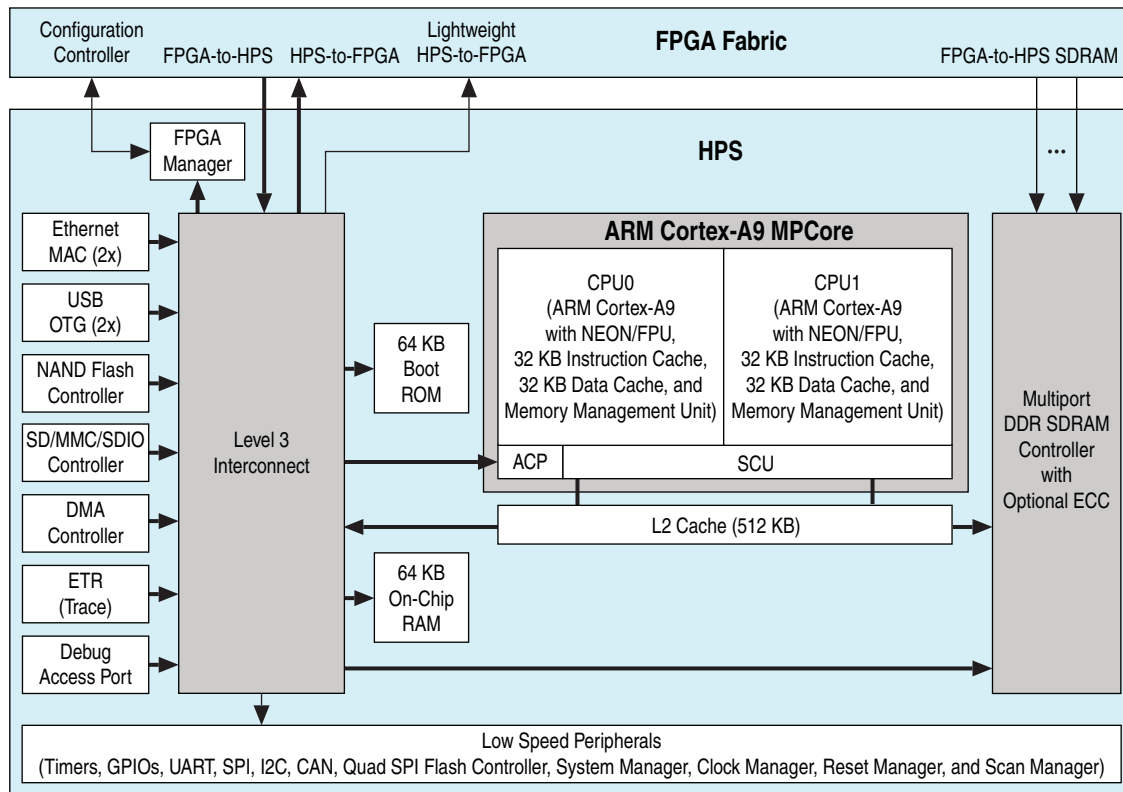 Configuration
Controller
FPGA-to-HPS
HPS-to-FPGA
Lightweight
HPS-to-FPGA
FPGA Fabric
FPGA-to-HPS SDRAM
FPGA
Manager
HPS
...
Ethernet
MAC (2x)
USB
OTG (2x)
NAND Flash
Controller
SD/MMC/SDIO
Controller
DMA
Controller
ETR
(Trace)
Debug
Access Port
Level 3
Interconnect
64 KB
Boot
ROM
64 KB
On-Chip
RAM
ARM Cortex-A9 MPCore
CPU0
(ARM Cortex-A9
with NEON/FPU,
32 KB Instruction Cache,
32 KB Data Cache, and
Memory Management Unit)
CPU1
(ARM Cortex-A9
with NEON/FPU,
32 KB Instruction Cache,
32 KB Data Cache, and
Memory Management Unit)
ACP
SCU
L2 Cache (512 KB)
Multiport
DDR SDRAM
Controller
with
Optional ECC
Low Speed Peripherals
(Timers, GPIOs, UART, SPI, I2C, CAN, Quad SPI Flash Controller, System Manager, Clock Manager, Reset Manager, and Scan Manager)